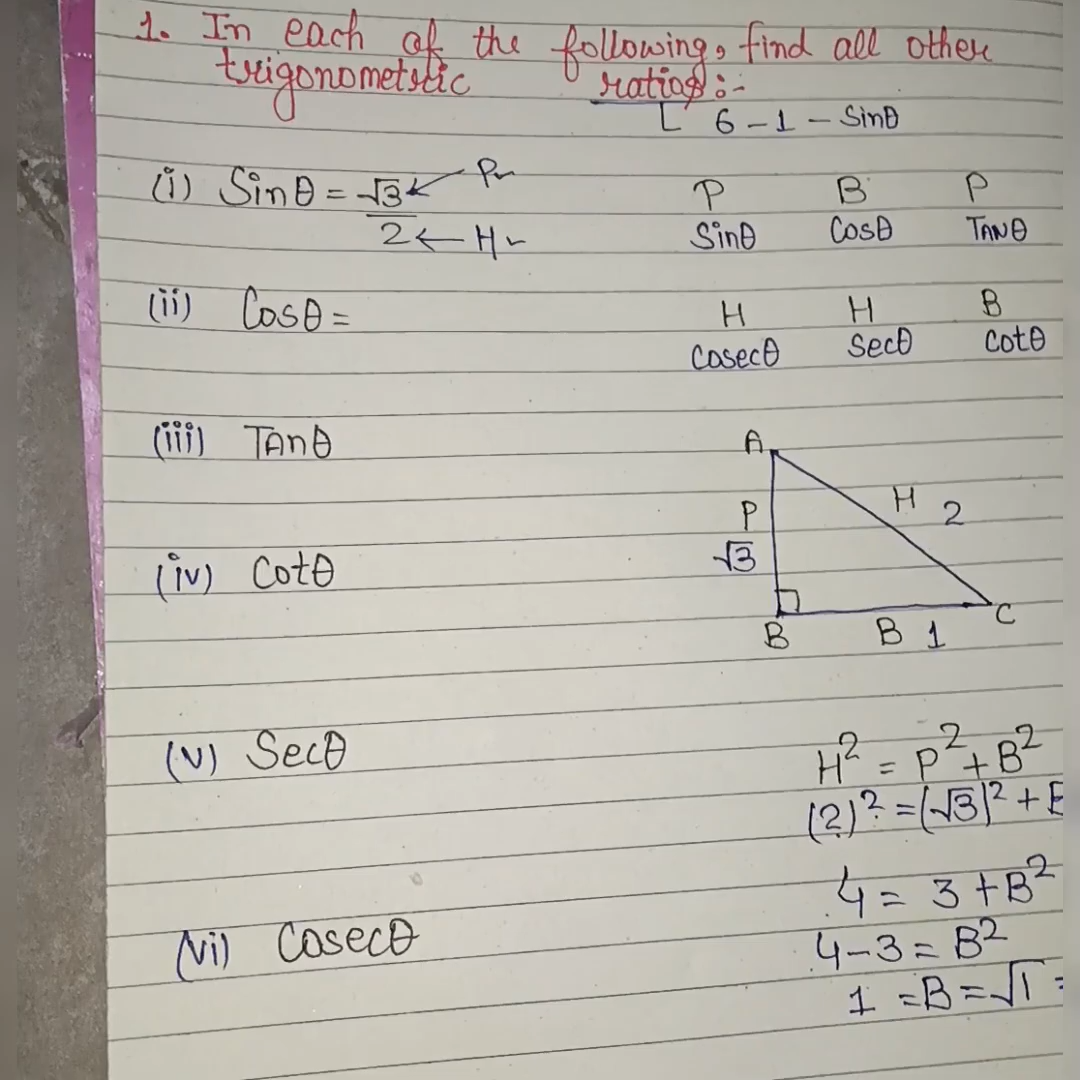 1. In each of the following, find all other
trigonometric ratios :-
[ 6 - 1 - Sinθ
(i) Sinθ = √3 ← P
2 ← H
P B P
Sinθ Cosθ TANθ
H H B
Cosecθ Secθ Cotθ
(ii) Cosθ =
(iii) TAnθ
(iv) Cotθ
(v) Secθ
(vi) Cosecθ
A
P H 2
√3
B B 1 C
H² = P² + B²
(2)² = (√3)² + B
4 = 3 + B²
4 - 3 = B²
1 = B = √1 =